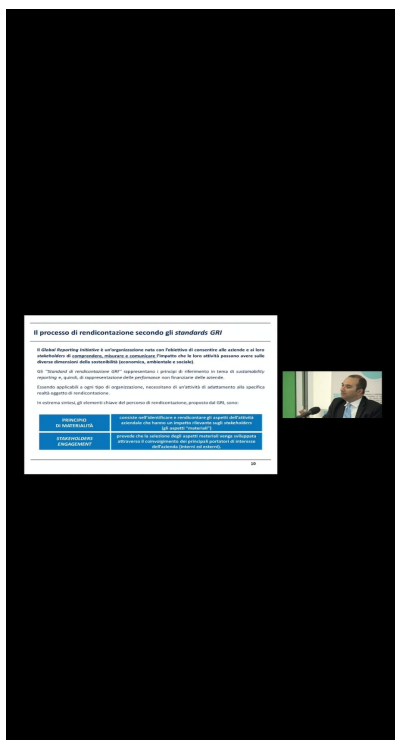 Il processo di rendicontazione secondo gli standards GRI
Il Global Reporting Initiative è un'organizzazione nata con l'obiettivo di consentire alle aziende e ai loro
stakeholders di comprendere, misurare e comunicare l'impatto che le loro attività possono avere sulle
diverse dimensioni della sostenibilità (economica, ambientale e sociale).
Gli "Standard di rendicontazione GRI" rappresentano i principi di riferimento in tema di sustainability
reporting e, quindi, di rappresentazione delle perfomance non finanziare delle aziende.
Essendo applicabili a ogni tipo di organizzazione, necessitano di un'attività di adattamento alla specifica
realtà oggetto di rendicontazione.
In estrema sintesi, gli elementi chiave del percorso di rendicontazione, proposto dal GRI, sono:
PRINCIPIO
DI MATERIALITÀ
consiste nell'identificare e rendicontare gli aspetti dell'attività
aziendale che hanno un impatto rilevante sugli stakeholders
(gli aspetti "materiali")
STAKEHOLDERS
ENGAGEMENT
prevede che la selezione degli aspetti materiali venga sviluppata
attraverso il coinvolgimento dei principali portatori di interesse
dell'azienda (interni ed esterni).
10